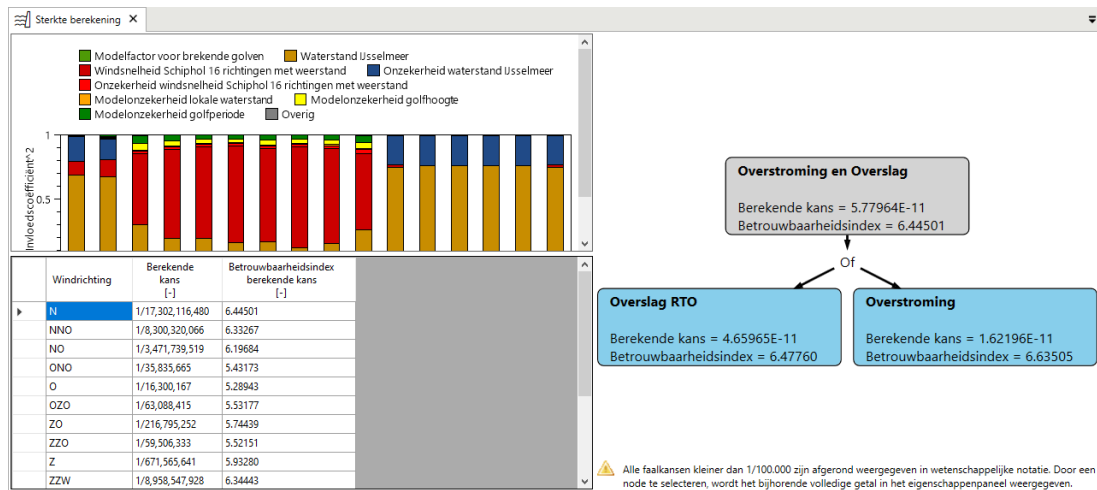 Sterkte berekening
Modelfactor voor brekende golven Waterstand IJsselmeer
Windsnelheid Schiphol 16 richtingen met weerstand Onzekerheid waterstand IJsselmeer
Onzekerheid windsnelheid Schiphol 16 richtingen met weerstand
Modelonzekerheid lokale waterstand Modelonzekerheid golfhoogte
Modelonzekerheid golfperiode Overig
1
0.5
Invloedscoëfficiënt^2
Windrichting Berekende kans [-] Betrouwbaarheidsindex berekende kans [-]
N 1/17,302,116,480 6.44501
NNO 1/8,300,320,066 6.33267
NO 1/3,471,739,519 6.19684
ONO 1/35,835,665 5.43173
O 1/16,300,167 5.28943
OZO 1/63,088,415 5.53177
ZO 1/216,795,252 5.74439
ZZO 1/59,506,333 5.52151
Z 1/671,565,641 5.93280
ZZW 1/8,958,547,928 6.34443
Overstroming en Overslag
Berekende kans = 5.77964E-11
Betrouwbaarheidsindex = 6.44501
Of
Overslag RTO
Berekende kans = 4.65965E-11
Betrouwbaarheidsindex = 6.47760
Overstroming
Berekende kans = 1.62196E-11
Betrouwbaarheidsindex = 6.63505
Alle faalkansen kleiner dan 1/100.000 zijn afgerond weergegeven in wetenschappelijke notatie. Door een
node te selecteren, wordt het bijhorende volledige getal in het eigenschappenpaneel weergegeven.